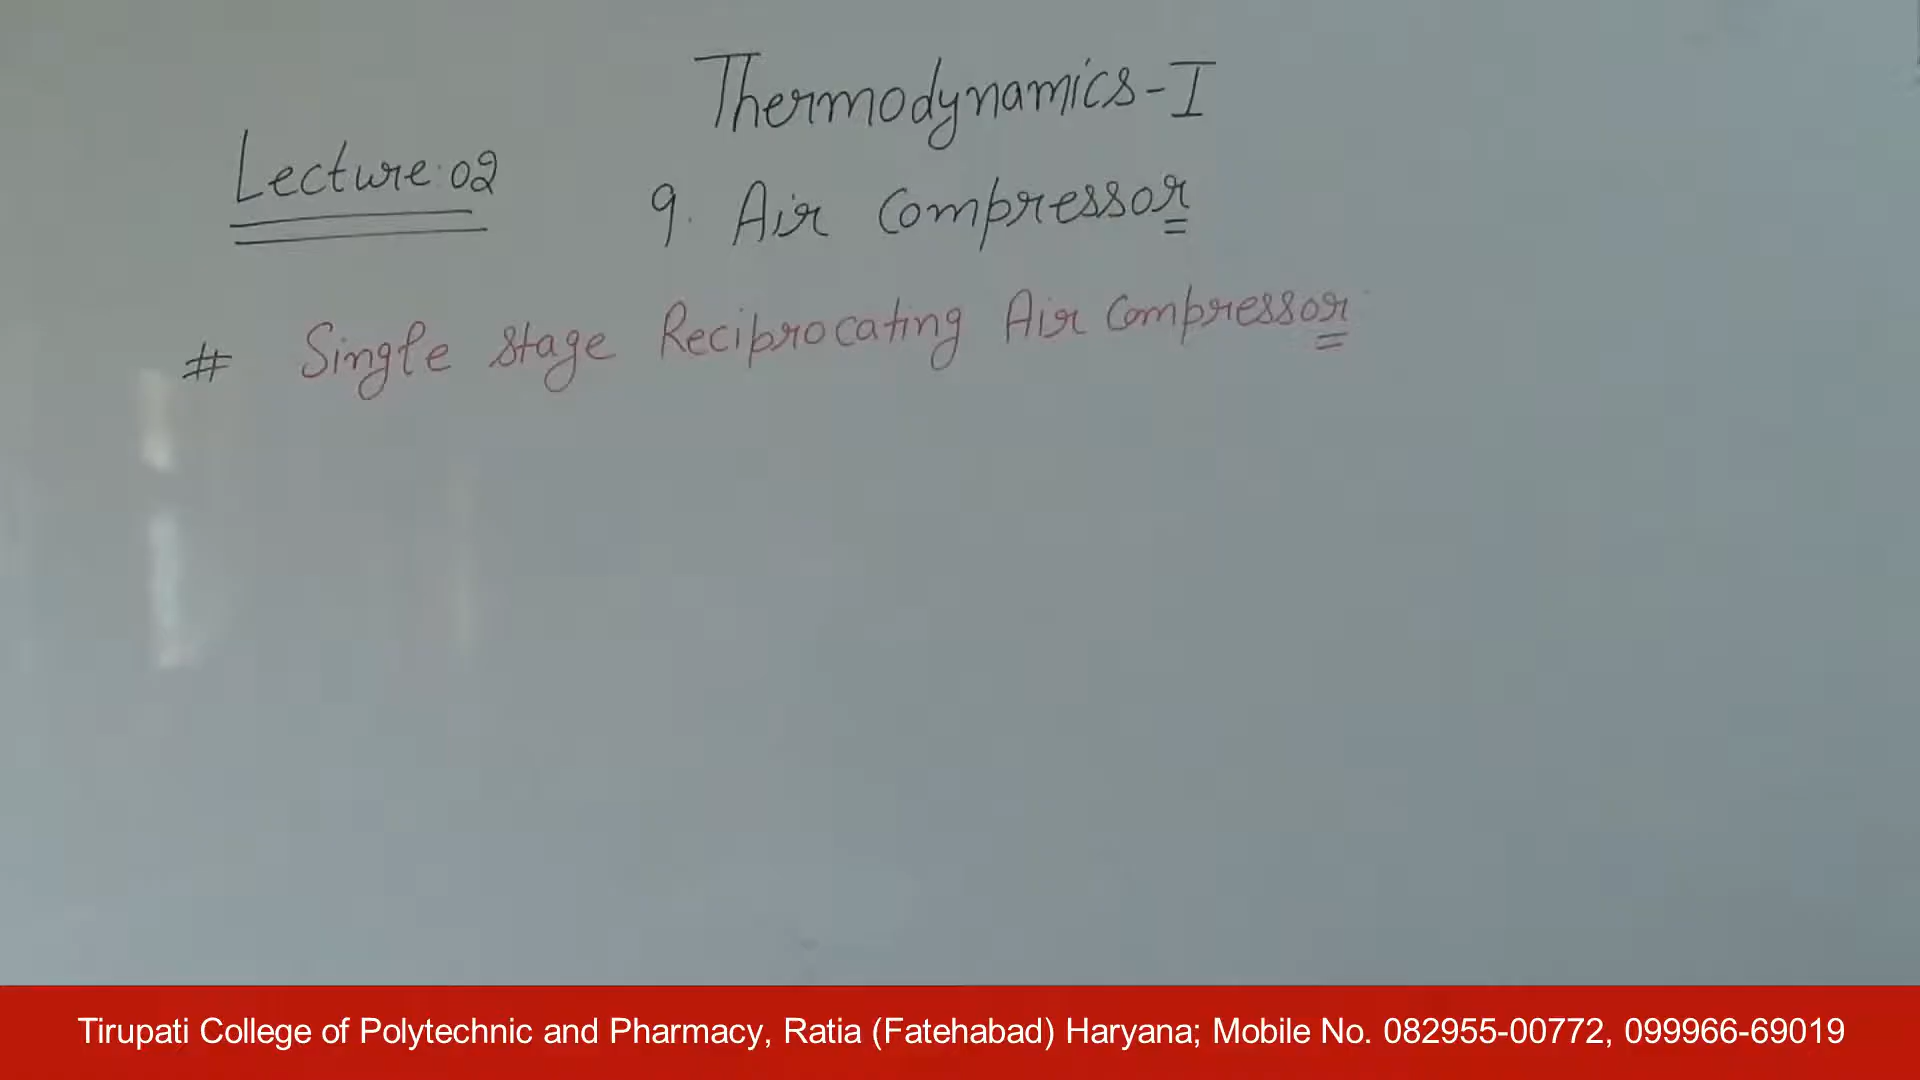 Thermodynamics-I
Lecture:02
9. Air Compressor
# Single Stage Reciprocating Air Compressor
Tirupati College of Polytechnic and Pharmacy, Ratia (Fatehabad) Haryana; Mobile No. 082955-00772, 099966-69019